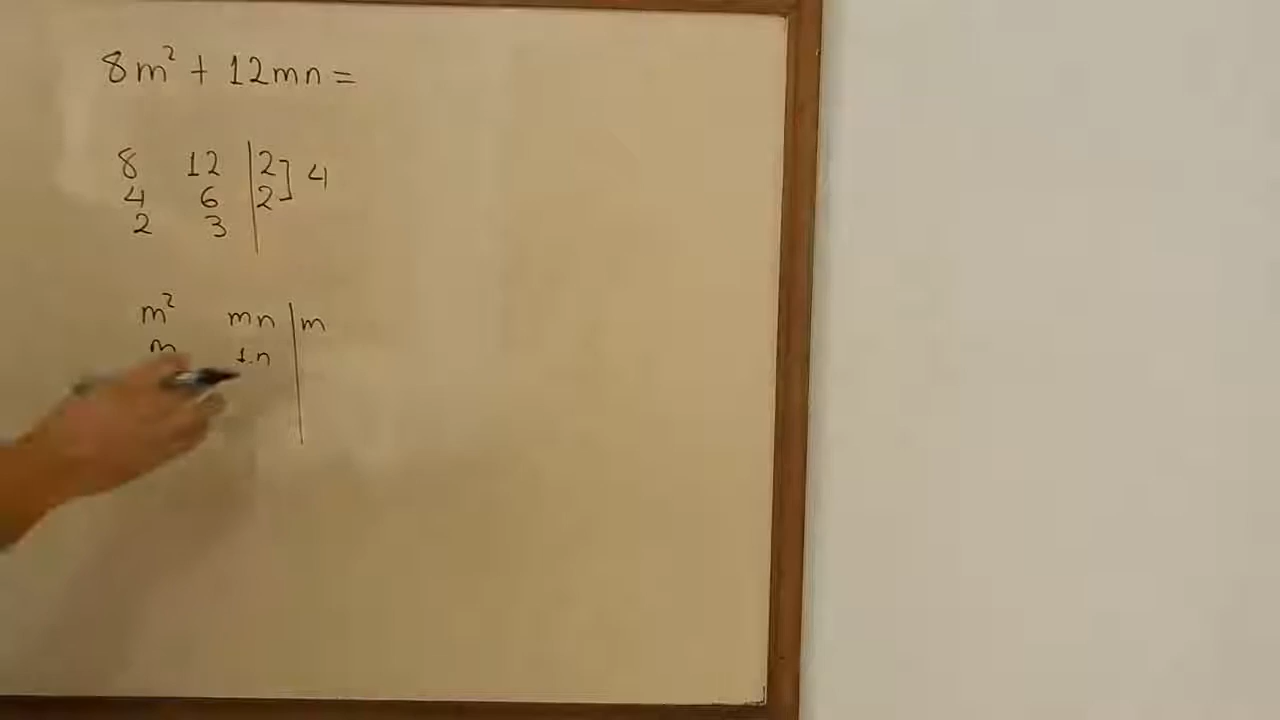 8m² + 12mn =
8 12 | 2 ] 4
4 6 | 2
2 3
m² mn | m
m 1.n